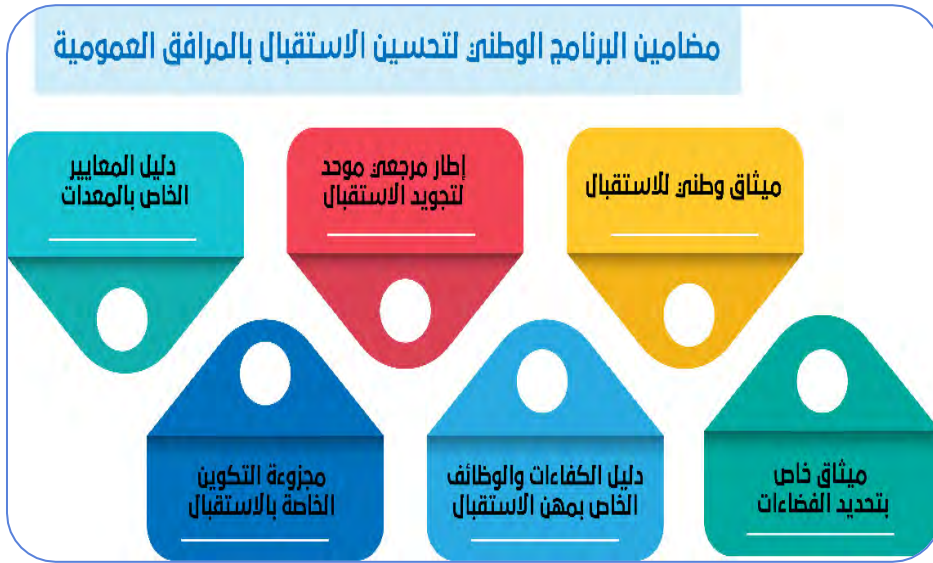 مضامين البرنامج الوطني لتحسين الاستقبال بالمرافق العمومية
ميثاق وطني للاستقبال
إطار مرجعي موحد
لتجويد الاستقبال
دليل المعايير
الخاص بالمعدات
ميثاق خاص
بتحديد الفضاءات
دليل الكفاءات والوظائف
الخاص بمهن الاستقبال
مجزوءة التكوين
الخاصة بالاستقبال